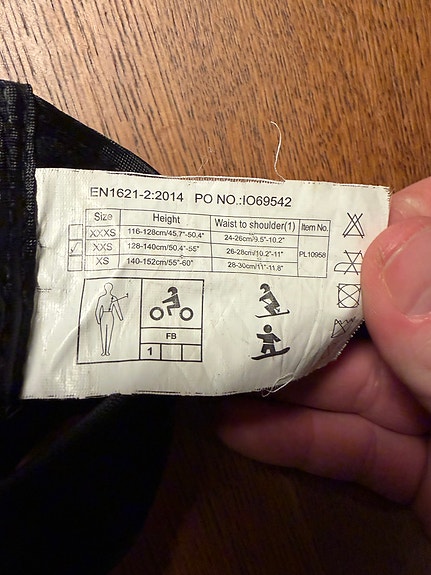 EN1621-2:2014 PO NO.:IO69542
Size Height Waist to shoulder(1) Item No.
XXXS 116-128cm/45.7"-50.4" 24-26cm/9.5"-10.2"
XXS 128-140cm/50.4"-55" 26-28cm/10.2"-11" PL10958
XS 140-152cm/55"-60" 28-30cm/11"-11.8"
FB
1